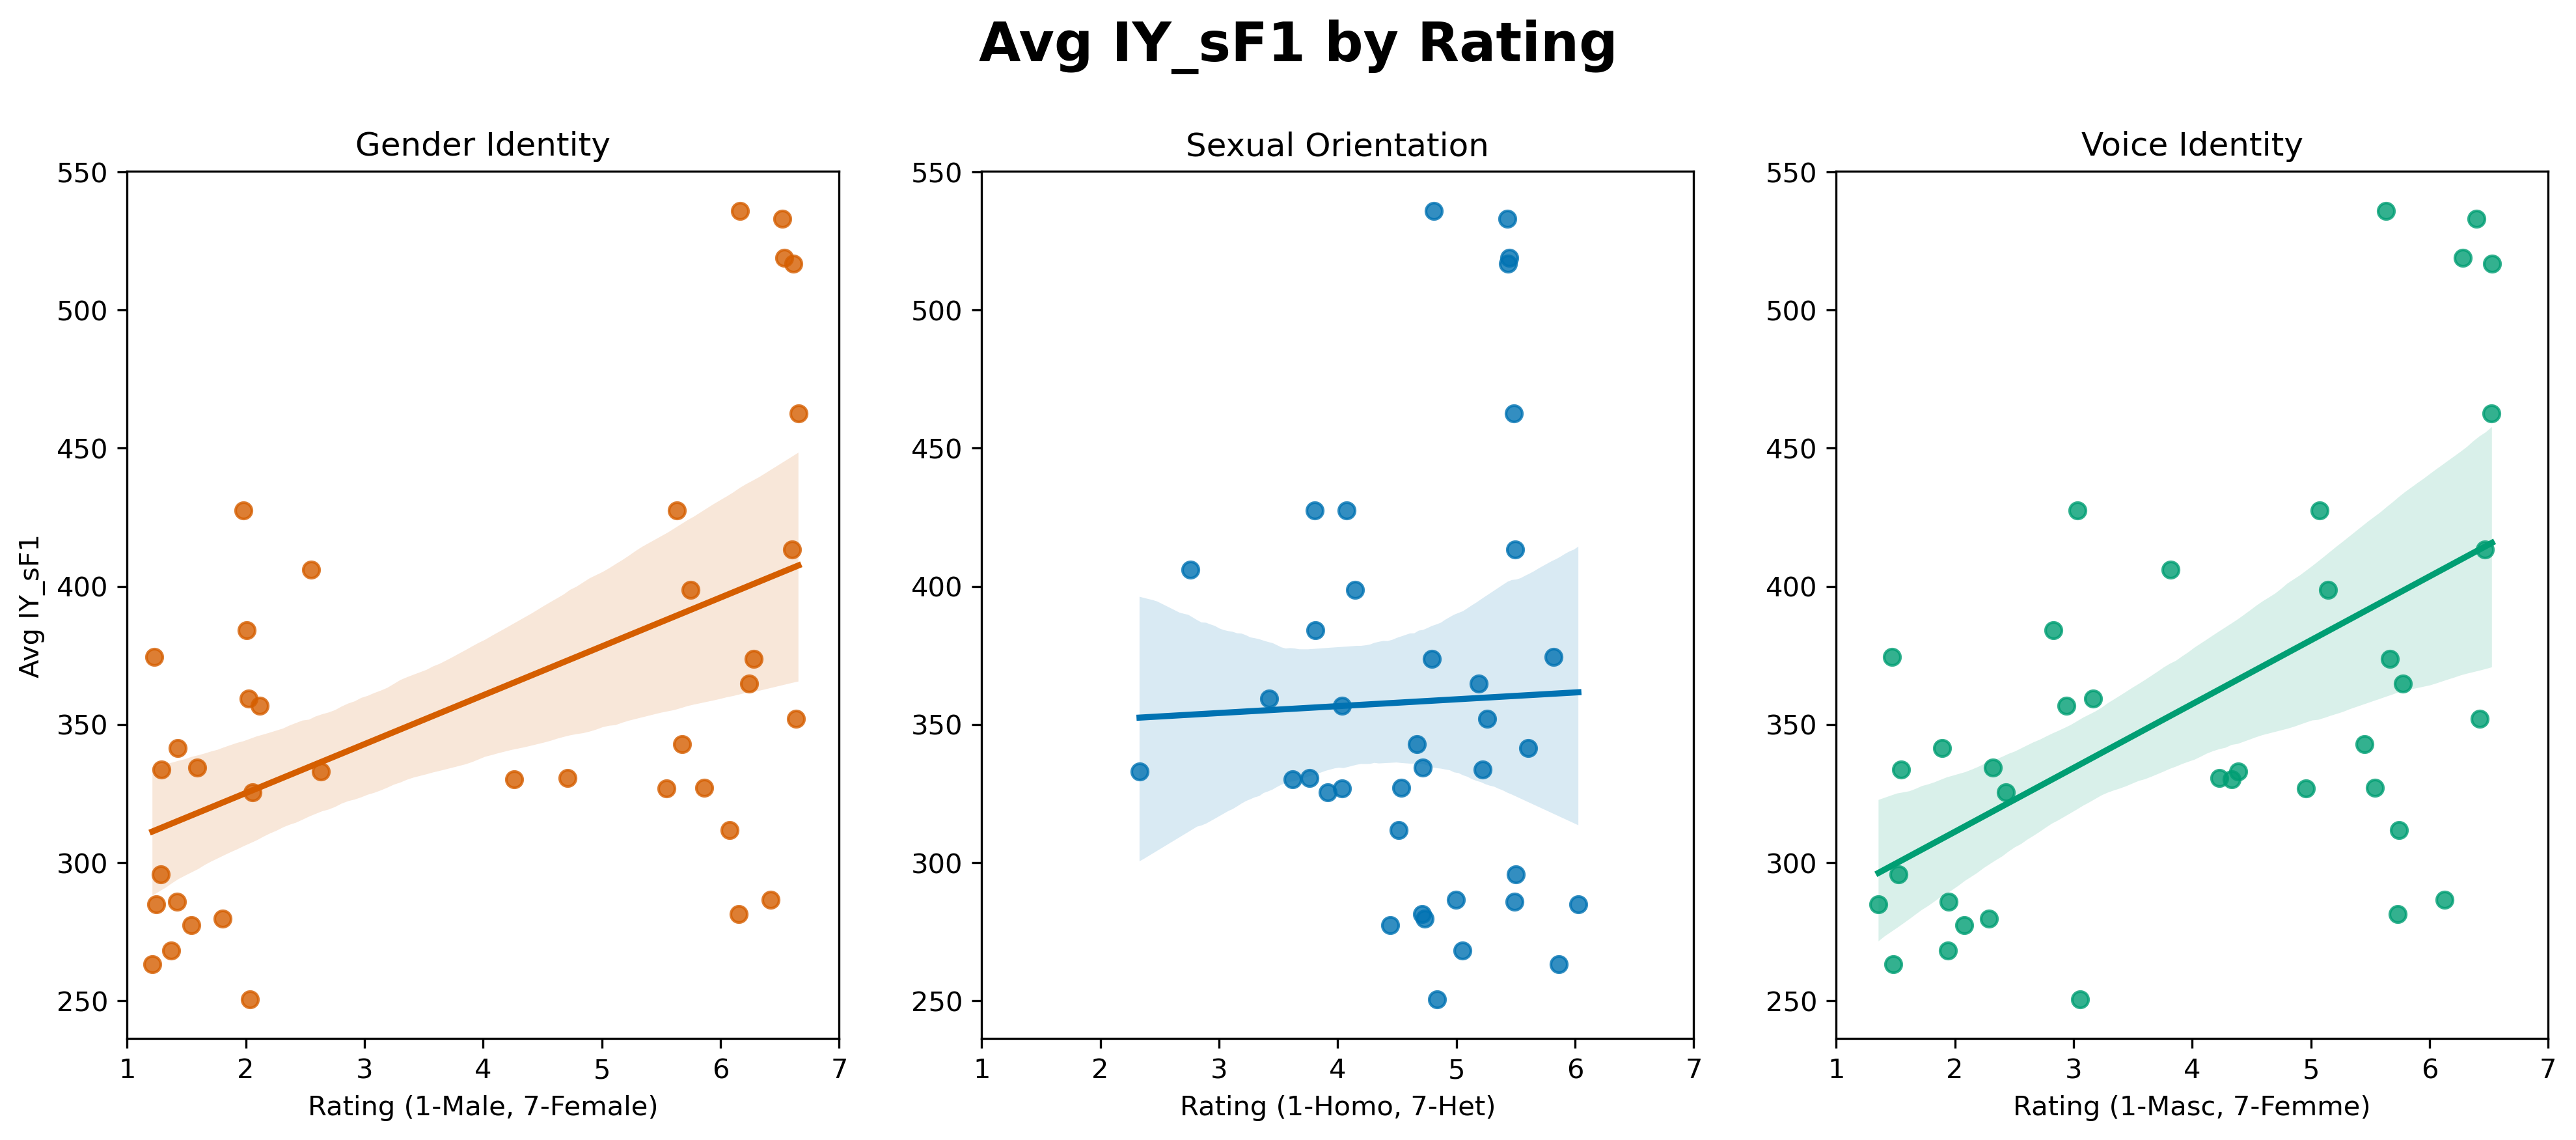 Avg IY_sF1 by Rating
Gender Identity
Sexual Orientation
Voice Identity
Avg IY_sF1
550
500
450
400
350
300
250
550
500
450
400
350
300
250
550
500
450
400
350
300
250
1 2 3 4 5 6 7
1 2 3 4 5 6 7
1 2 3 4 5 6 7
Rating (1-Male, 7-Female)
Rating (1-Homo, 7-Het)
Rating (1-Masc, 7-Femme)